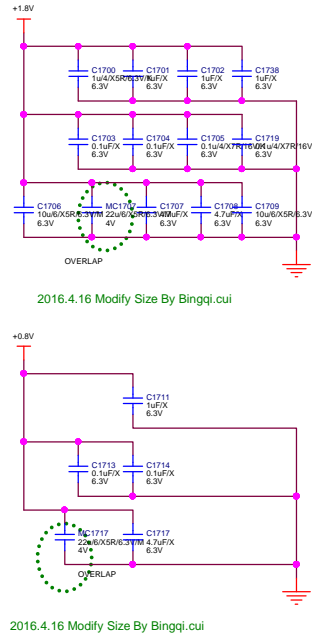 +1.8V
C1700
1u/4/X5R/6.3V/K
6.3V
C1701
1uF/X
6.3V
C1702
1uF/X
6.3V
C1738
1uF/X
6.3V
C1703
0.1uF/X
6.3V
C1704
0.1uF/X
6.3V
C1705
0.1u/4/X7R/16V/K
6.3V
C1719
0.1u/4/X7R/16V
6.3V
C1706
10u/6/X5R/6.3V/M
6.3V
MC1707
22u/6/X5R/6.3V/M
4V
C1707
4.7uF/X
6.3V
C1708
4.7uF/X
6.3V
C1709
10u/6/X5R/6.3V
6.3V
OVERLAP
2016.4.16 Modify Size By Bingqi.cui
+0.8V
C1711
1uF/X
6.3V
C1713
0.1uF/X
6.3V
C1714
0.1uF/X
6.3V
MC1717
22u/6/X5R/6.3V/M
4V
C1717
4.7uF/X
6.3V
OVERLAP
2016.4.16 Modify Size By Bingqi.cui